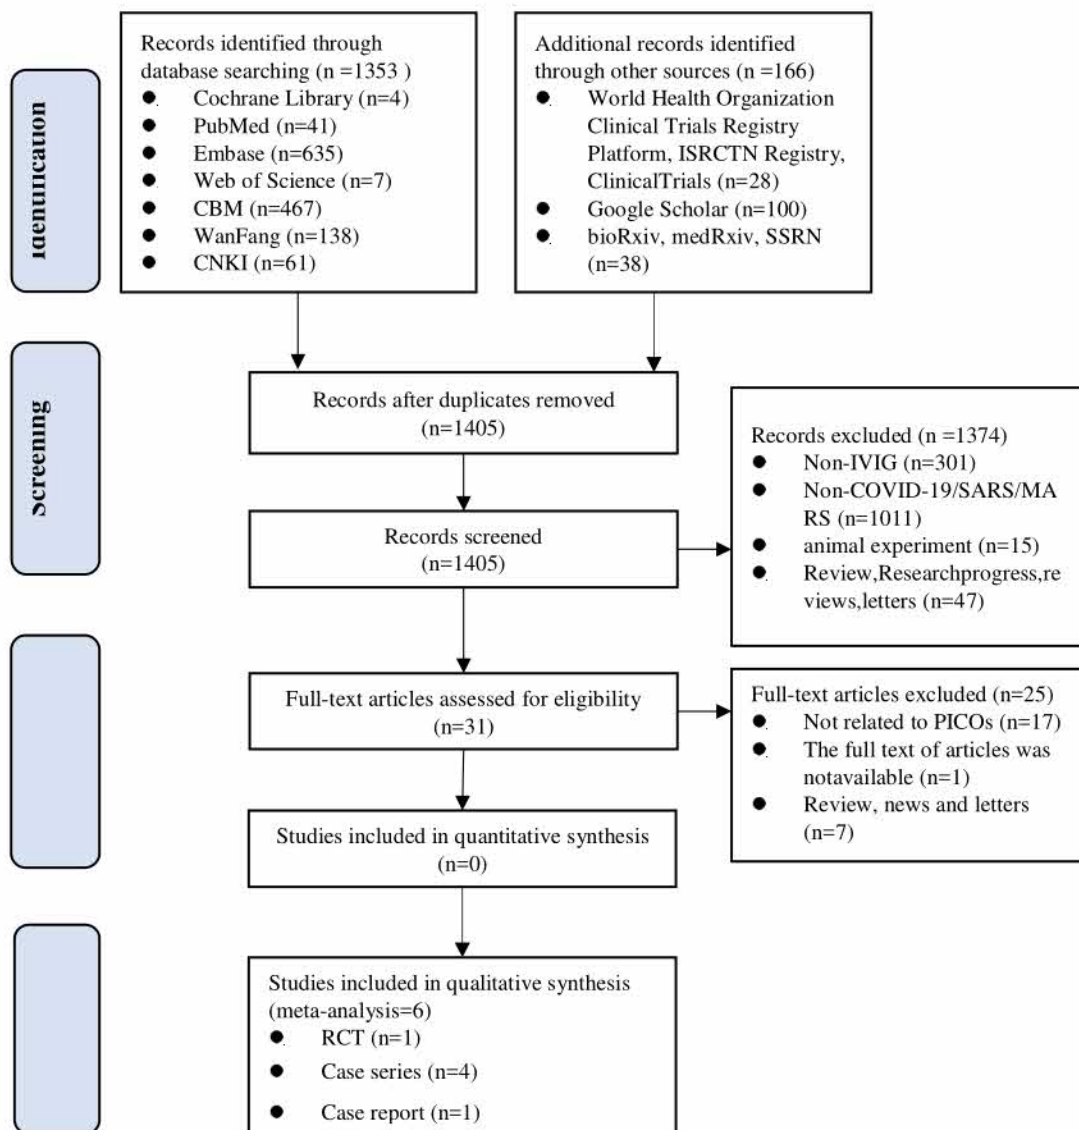 Records identified through
database searching (n =1353 )
● Cochrane Library (n=4)
● PubMed (n=41)
● Embase (n=635)
● Web of Science (n=7)
● CBM (n=467)
● WanFang (n=138)
● CNKI (n=61)
Additional records identified
through other sources (n =166)
● World Health Organization
Clinical Trials Registry
Platform, ISRCTN Registry,
ClinicalTrials (n=28)
● Google Scholar (n=100)
● bioRxiv, medRxiv, SSRN
(n=38)
Identification
Screening
Records after duplicates removed
(n=1405)
Records screened
(n=1405)
Records excluded (n =1374)
● Non-IVIG (n=301)
● Non-COVID-19/SARS/MA
RS (n=1011)
● animal experiment (n=15)
● Review,Researchprogress,re
views,letters (n=47)
Full-text articles assessed for eligibility
(n=31)
Full-text articles excluded (n=25)
● Not related to PICOs (n=17)
● The full text of articles was
notavailable (n=1)
● Review, news and letters
(n=7)
Studies included in quantitative synthesis
(n=0)
Studies included in qualitative synthesis
(meta-analysis=6)
● RCT (n=1)
● Case series (n=4)
● Case report (n=1)